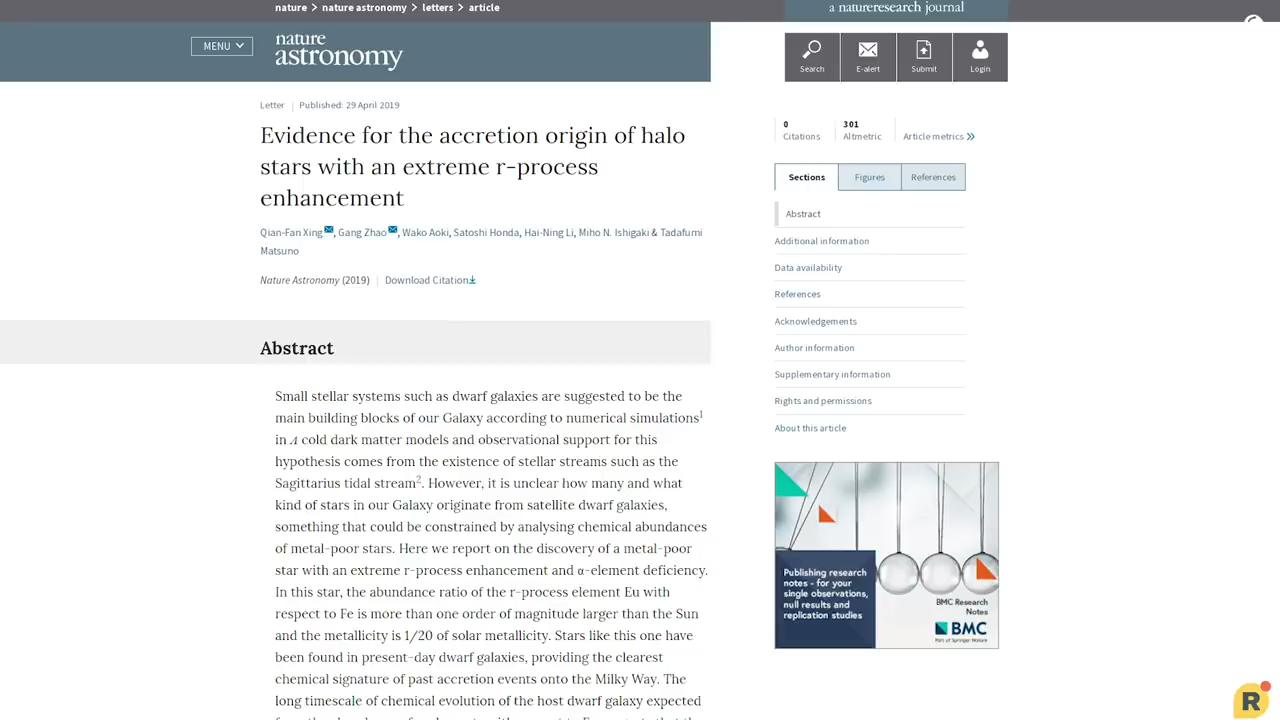 nature > nature astronomy > letters > article
a natureresearch journal
MENU
nature
astronomy
Search
E-alert
Submit
Login
Letter | Published: 29 April 2019
Evidence for the accretion origin of halo
stars with an extreme r-process
enhancement
Qian-Fan Xing, Gang Zhao, Wako Aoki, Satoshi Honda, Hai-Ning Li, Miho N. Ishigaki & Tadafumi
Matsuno
Nature Astronomy (2019) | Download Citation
0
Citations
301
Altmetric
Article metrics
Sections
Figures
References
Abstract
Additional information
Data availability
References
Acknowledgements
Author information
Supplementary information
Rights and permissions
About this article
Abstract
Small stellar systems such as dwarf galaxies are suggested to be the
main building blocks of our Galaxy according to numerical simulations1
in Λ cold dark matter models and observational support for this
hypothesis comes from the existence of stellar streams such as the
Sagittarius tidal stream2. However, it is unclear how many and what
kind of stars in our Galaxy originate from satellite dwarf galaxies,
something that could be constrained by analysing chemical abundances
of metal-poor stars. Here we report on the discovery of a metal-poor
star with an extreme r-process enhancement and α-element deficiency.
In this star, the abundance ratio of the r-process element Eu with
respect to Fe is more than one order of magnitude larger than the Sun
and the metallicity is 1/20 of solar metallicity. Stars like this one have
been found in present-day dwarf galaxies, providing the clearest
chemical signature of past accretion events onto the Milky Way. The
long timescale of chemical evolution of the host dwarf galaxy expected
Publishing research
notes - for your
single observations,
null results and
replication studies
BMC Research
Notes
BMC
Part of Springer Nature
R